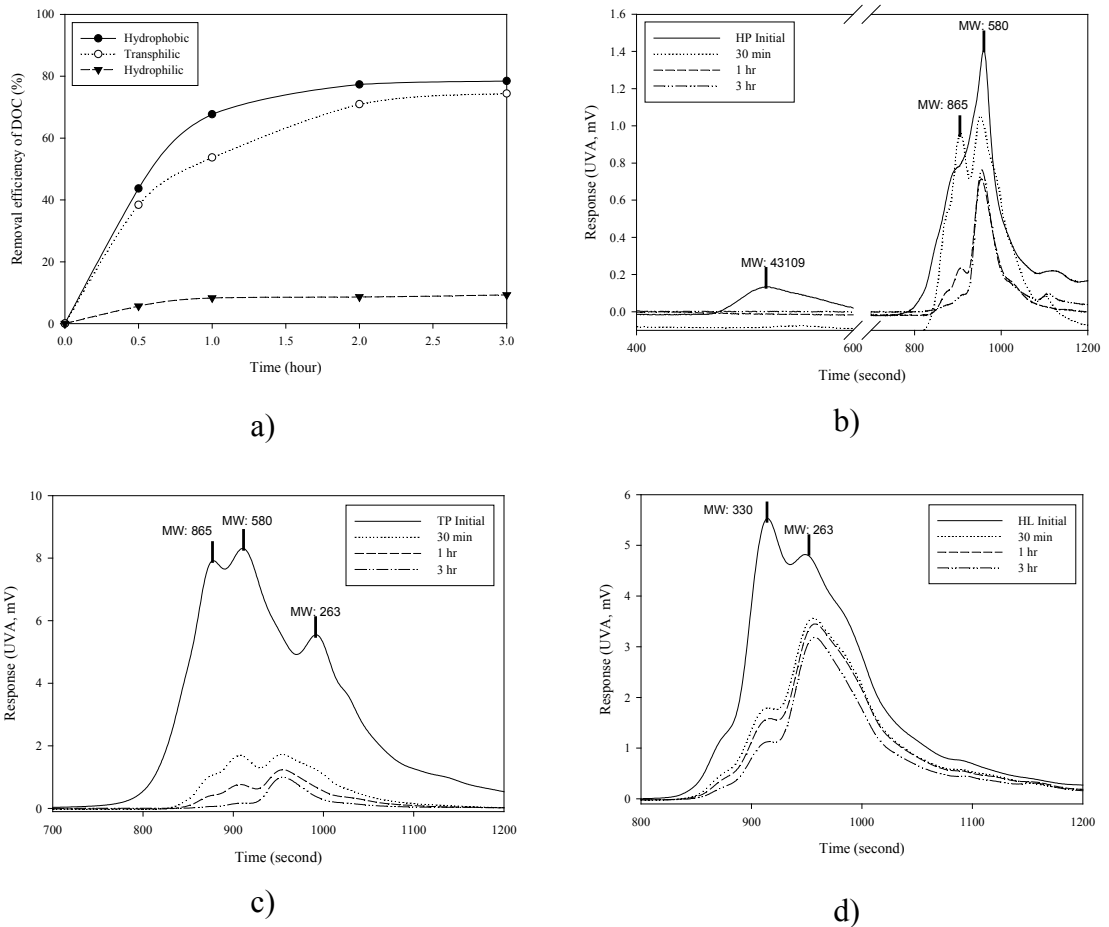 100
80
60
40
20
0
Removal efficiency of DOC (%)
Hydrophobic
Transphilic
Hydrophilic
0.0 0.5 1.0 1.5 2.0 2.5 3.0
Time (hour)
a)
1.6
1.4
1.2
1.0
0.8
0.6
0.4
0.2
0.0
Response (UVA, mV)
HP Initial
30 min
1 hr
3 hr
MW: 580
MW: 865
MW: 43109
400 600 800 1000 1200
Time (second)
b)
10
8
6
4
2
0
Response (UVA, mV)
TP Initial
30 min
1 hr
3 hr
MW: 580
MW: 865
MW: 263
700 800 900 1000 1100 1200
Time (second)
c)
6
5
4
3
2
1
0
Response (UVA, mV)
HL Initial
30 min
1 hr
3 hr
MW: 330
MW: 263
800 900 1000 1100 1200
Time (second)
d)